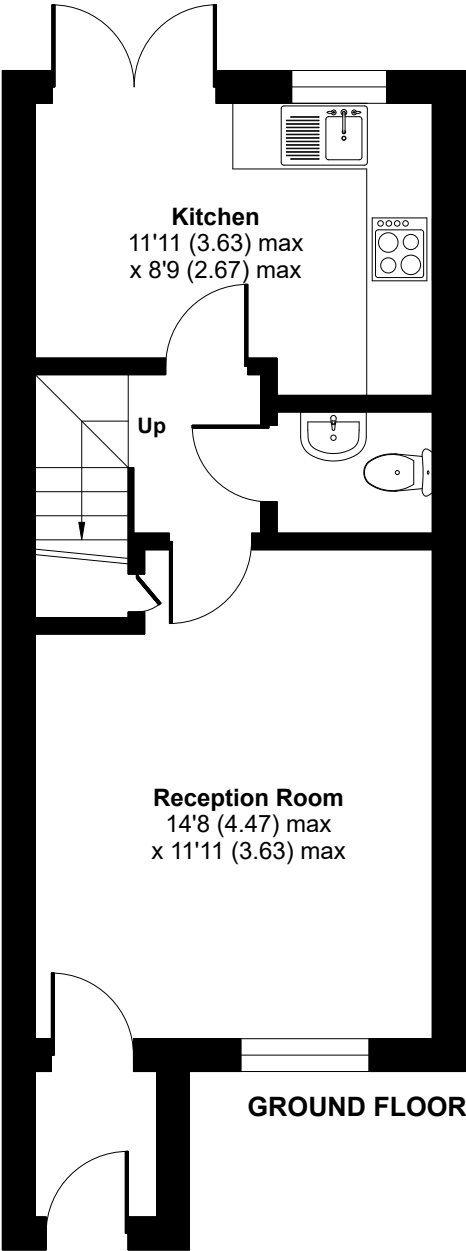 Kitchen
11'11 (3.63) max
x 8'9 (2.67) max
Up
Reception Room
14'8 (4.47) max
x 11'11 (3.63) max
GROUND FLOOR